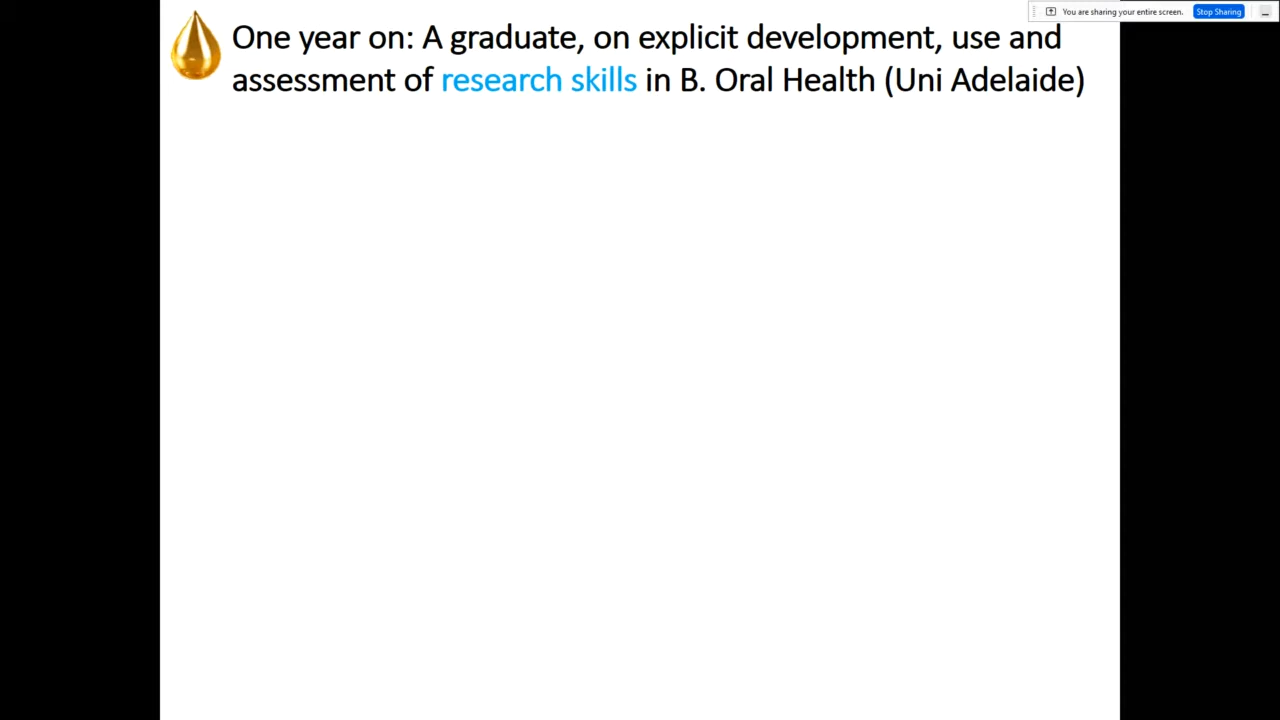 You are sharing your entire screen. Stop Sharing
One year on: A graduate, on explicit development, use and
assessment of research skills in B. Oral Health (Uni Adelaide)